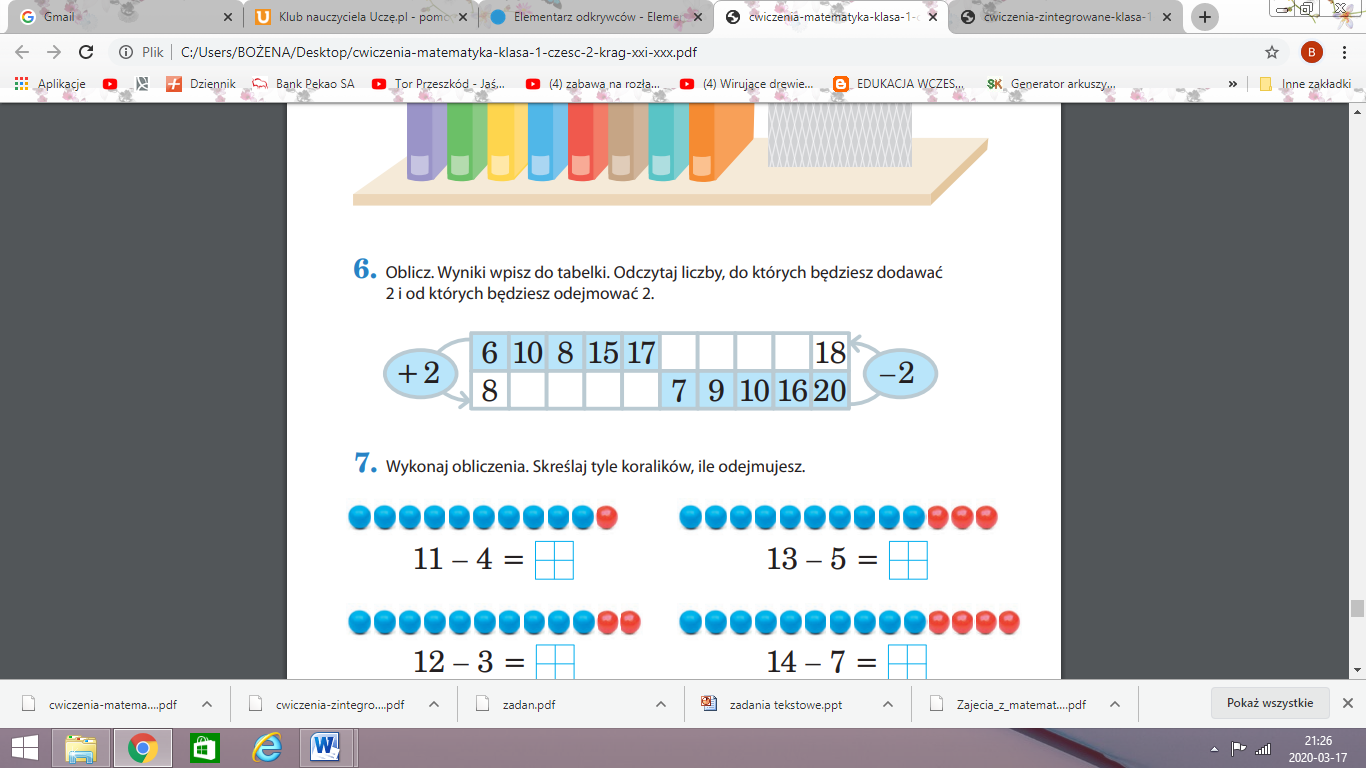 Gmail
Klub nauczyciela Uczę.pl - pomo
Elementarz odkrywców - Elemen
cwiczenia-matematyka-klasa-1-c
cwiczenia-zintegrowane-klasa-1
Plik
C:/Users/BOŻENA/Desktop/cwiczenia-matematyka-klasa-1-czesc-2-krag-xxi-xxx.pdf
B
Aplikacje
Dziennik
Bank Pekao SA
Tor Przeszkód - Jaś...
(4) zabawa na rozła...
(4) Wirujące drewie...
EDUKACJA WCZES...
SK Generator arkuszy...
»
Inne zakładki
6. Oblicz. Wyniki wpisz do tabelki. Odczytaj liczby, do których będziesz dodawać
2 i od których będziesz odejmować 2.
+ 2
6 10 8 15 17 18
8 7 9 10 16 20
–2
7. Wykonaj obliczenia. Skreślaj tyle koralików, ile odejmujesz.
11 – 4 =
13 – 5 =
12 – 3 =
14 – 7 =
cwiczenia-matema....pdf
cwiczenia-zintegro....pdf
zadan.pdf
zadania tekstowe.ppt
Zajecia_z_matemat....pdf
Pokaż wszystkie
21:26
2020-03-17